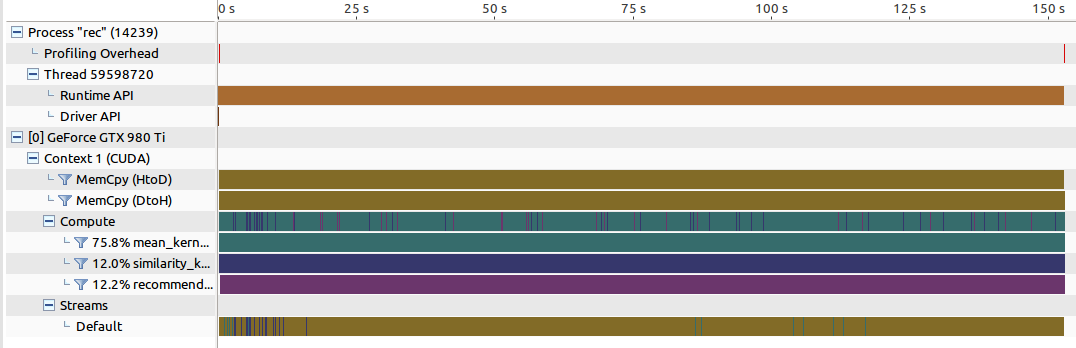 0 s 25 s 50 s 75 s 100 s 125 s 150 s
Process "rec" (14239)
Profiling Overhead
Thread 59598720
Runtime API
Driver API
[0] GeForce GTX 980 Ti
Context 1 (CUDA)
MemCpy (HtoD)
MemCpy (DtoH)
Compute
75.8% mean_kern...
12.0% similarity_k...
12.2% recommend...
Streams
Default